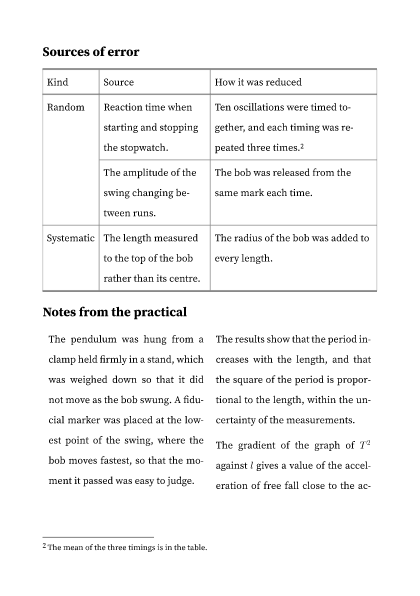 Sources of error
Kind Source How it was reduced
Random Reaction time when
starting and stopping
the stopwatch.
Ten oscillations were timed to-
gether, and each timing was re-
peated three times.2
The amplitude of the
swing changing be-
tween runs.
The bob was released from the
same mark each time.
Systematic The length measured
to the top of the bob
rather than its centre.
The radius of the bob was added to
every length.
Notes from the practical
The pendulum was hung from a
clamp held firmly in a stand, which
was weighed down so that it did
not move as the bob swung. A fidu-
cial marker was placed at the low-
est point of the swing, where the
bob moves fastest, so that the mo-
ment it passed was easy to judge.
The results show that the period in-
creases with the length, and that
the square of the period is propor-
tional to the length, within the un-
certainty of the measurements.
The gradient of the graph of T²
against l gives a value of the accel-
eration of free fall close to the ac-
2 The mean of the three timings is in the table.